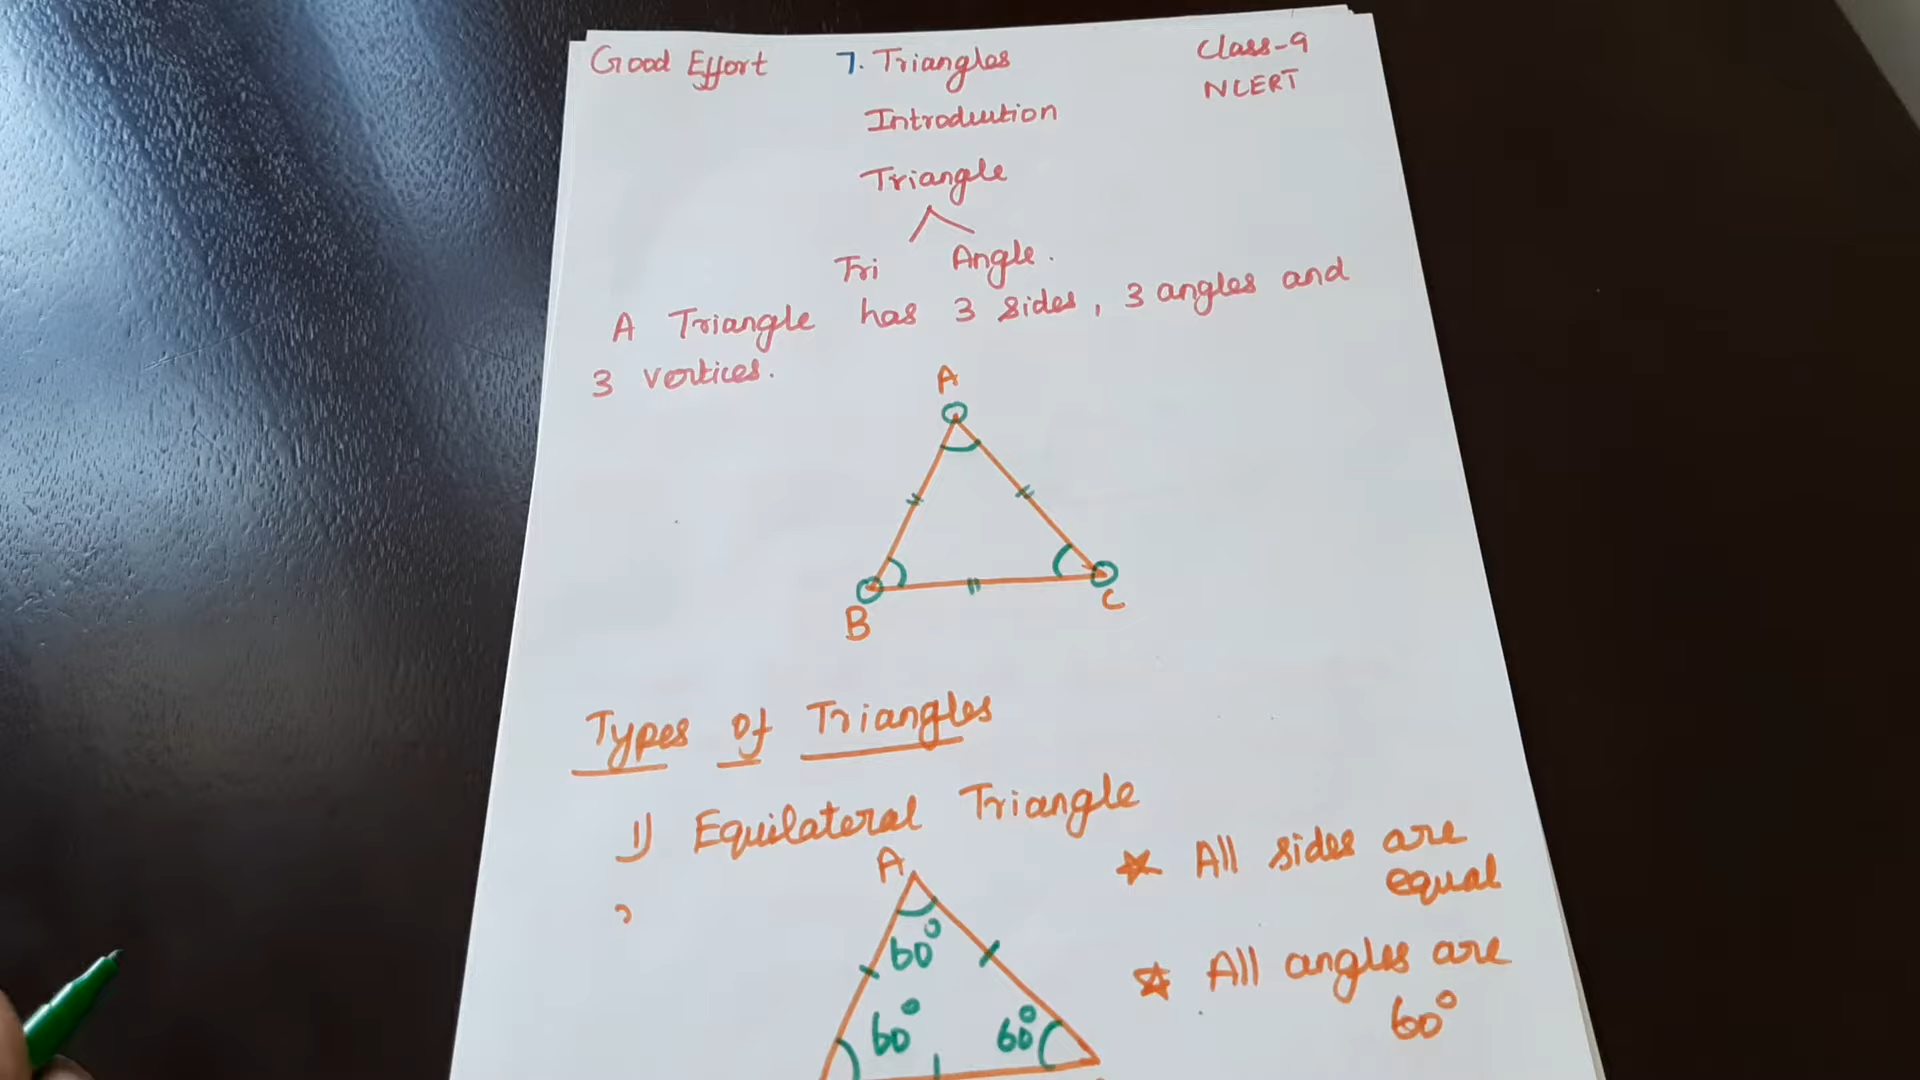 Good Effort 7. Triangles Class-9
NCERT
Introduction
Triangle
Tri Angle.
A Triangle has 3 sides, 3 angles and
3 vertices.
A
B
C
Types of Triangles
1) Equilateral Triangle
A
* All sides are
equal
60°
* All angles are
60°
60° 60°